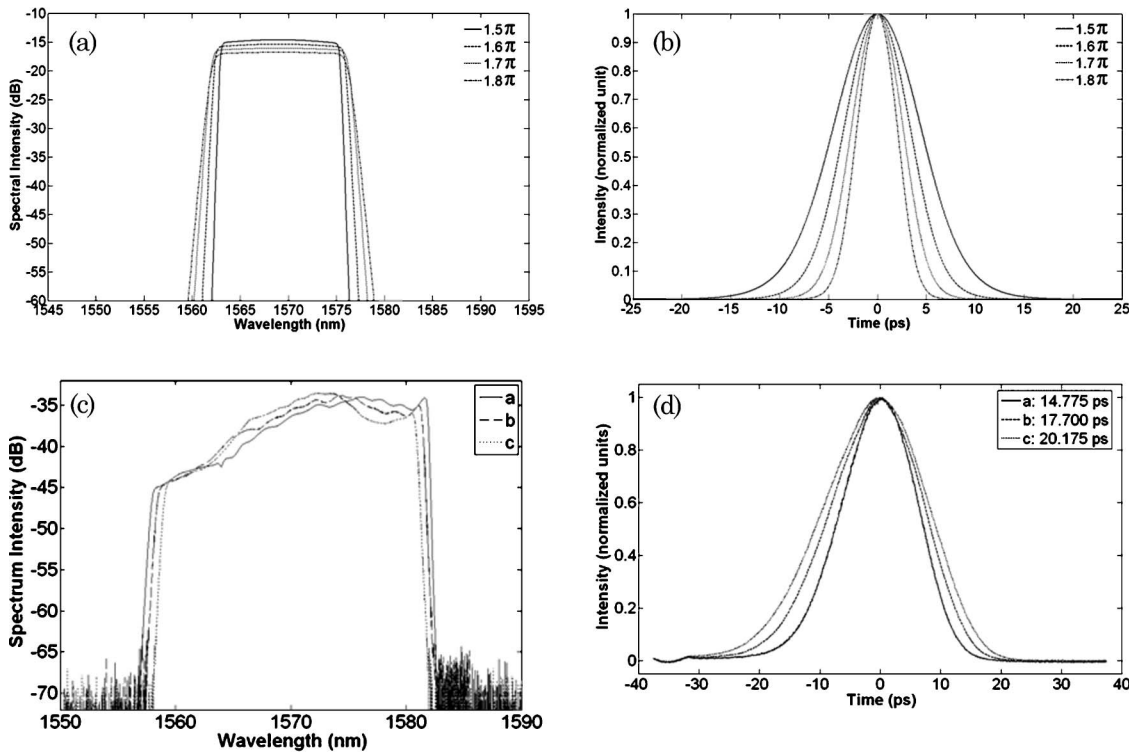 (a)
1.5π
1.6π
1.7π
1.8π
-10
-15
-20
-25
-30
-35
-40
-45
-50
-55
-60
Spectral Intensity (dB)
1545 1550 1555 1560 1565 1570 1575 1580 1585 1590 1595
Wavelength (nm)
(b)
1.5π
1.6π
1.7π
1.8π
1
0.9
0.8
0.7
0.6
0.5
0.4
0.3
0.2
0.1
0
Intensity (normalized unit)
-25 -20 -15 -10 -5 0 5 10 15 20 25
Time (ps)
(c)
a
b
c
-35
-40
-45
-50
-55
-60
-65
-70
Spectrum Intensity (dB)
1550 1560 1570 1580 1590
Wavelength (nm)
(d)
a: 14.775 ps
b: 17.700 ps
c: 20.175 ps
1
0.8
0.6
0.4
0.2
0
Intensity (normalized units)
-40 -30 -20 -10 0 10 20 30 40
Time (ps)